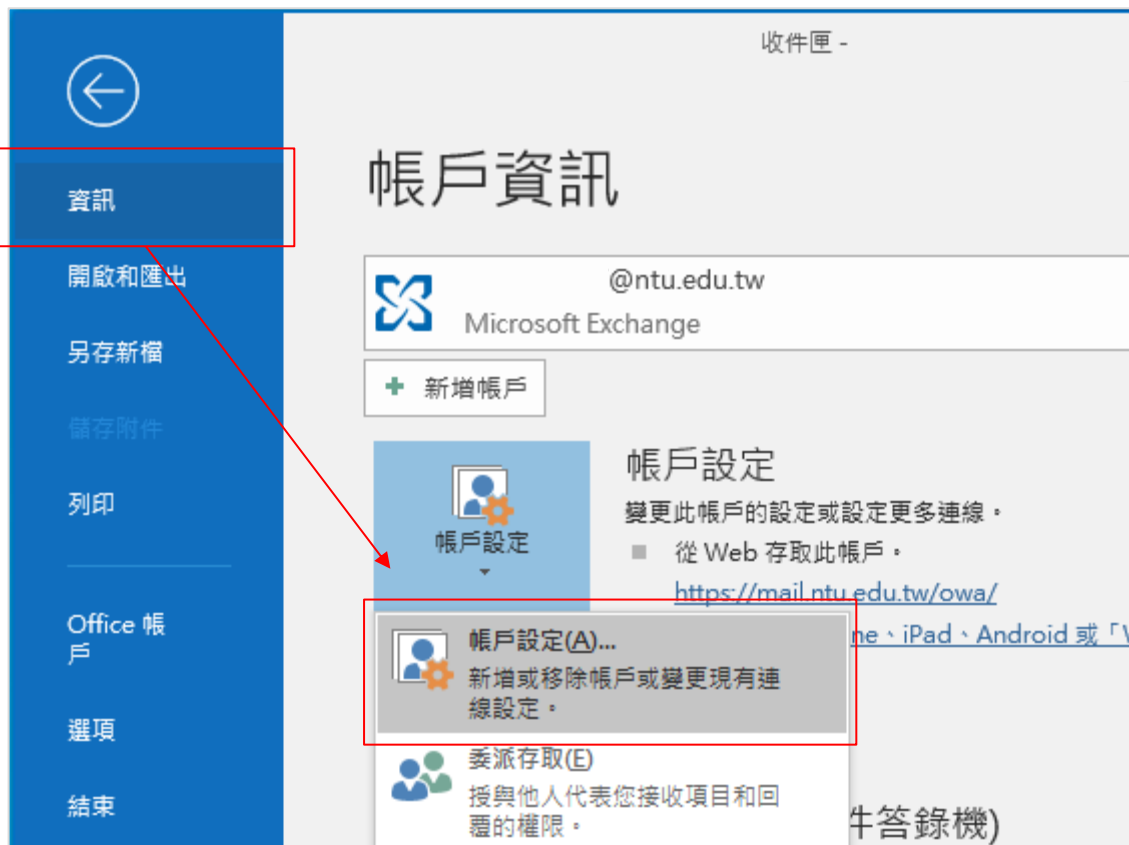 收件匣 -
帳戶資訊
資訊
開啟和匯出
另存新檔
儲存附件
列印
Office 帳
戶
選項
結束
@ntu.edu.tw
Microsoft Exchange
新增帳戶
帳戶設定
帳戶設定
變更此帳戶的設定或設定更多連線。
從 Web 存取此帳戶。
https://mail.ntu.edu.tw/owa/
ne、iPad、Android 或「
帳戶設定(A)...
新增或移除帳戶或變更現有連
線設定。
委派存取(E)
授與他人代表您接收項目和回
覆的權限。
件答錄機)